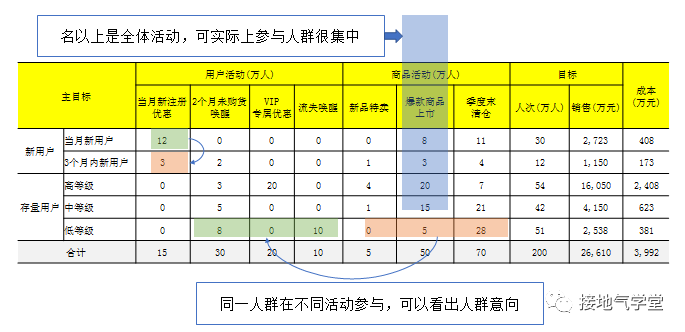 名以上是全体活动，可实际上参与人群很集中
主目标 用户活动(万人) 商品活动(万人) 目标 成本(万元)
当月新注册优惠 2个月未购货唤醒 VIP专属优惠 流失唤醒 新品特卖 爆款商品上市 季度末清仓 人次(万人) 销售(万元)
新用户 当月新用户 12 0 0 0 0 8 11 30 2,723 408
3个月内新用户 3 2 0 0 1 3 4 12 1,150 173
存量用户 高等级 0 3 20 0 4 20 7 54 16,050 2,408
中等级 0 5 0 0 1 15 21 42 4,150 623
低等级 0 8 0 10 0 5 28 51 2,538 381
合计 15 30 20 10 5 50 70 200 26,610 3,992
同一人群在不同活动参与，可以看出人群意向
接地气学堂